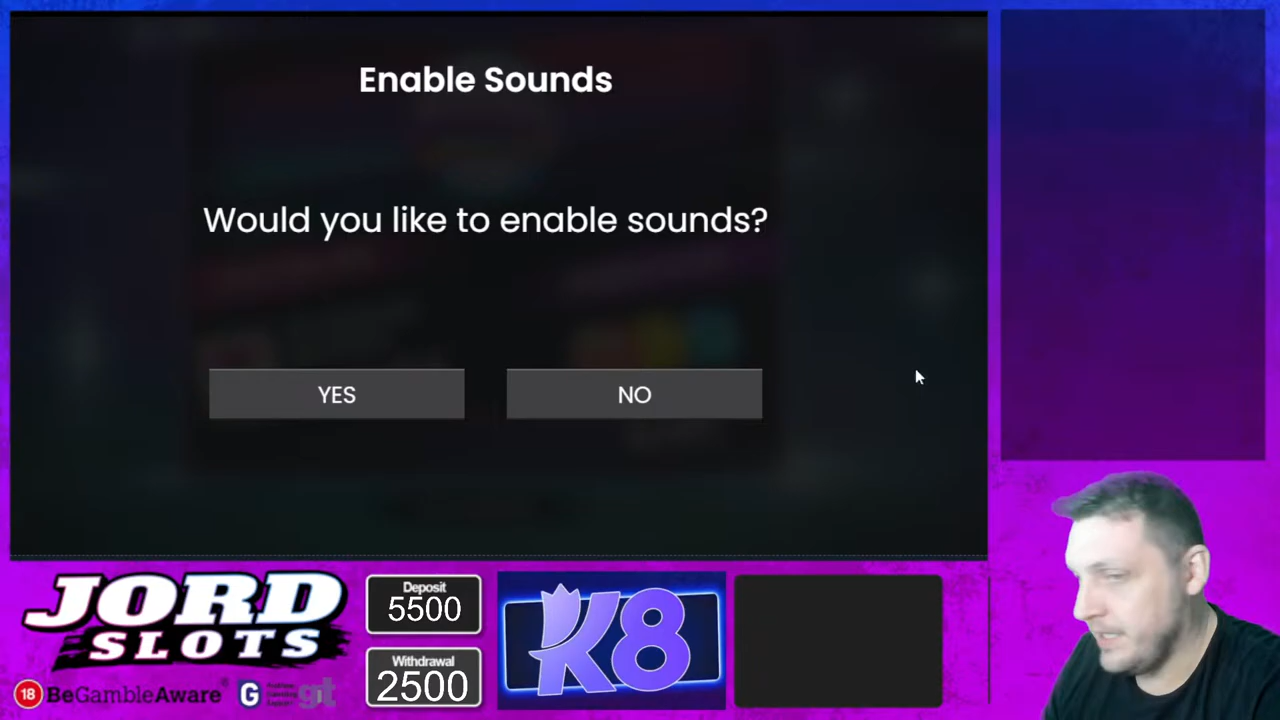 Enable Sounds
Would you like to enable sounds?
YES
NO
JORD
SLOTS
Deposit
5500
Withdrawal
2500
K8
18
BeGambleAware
G